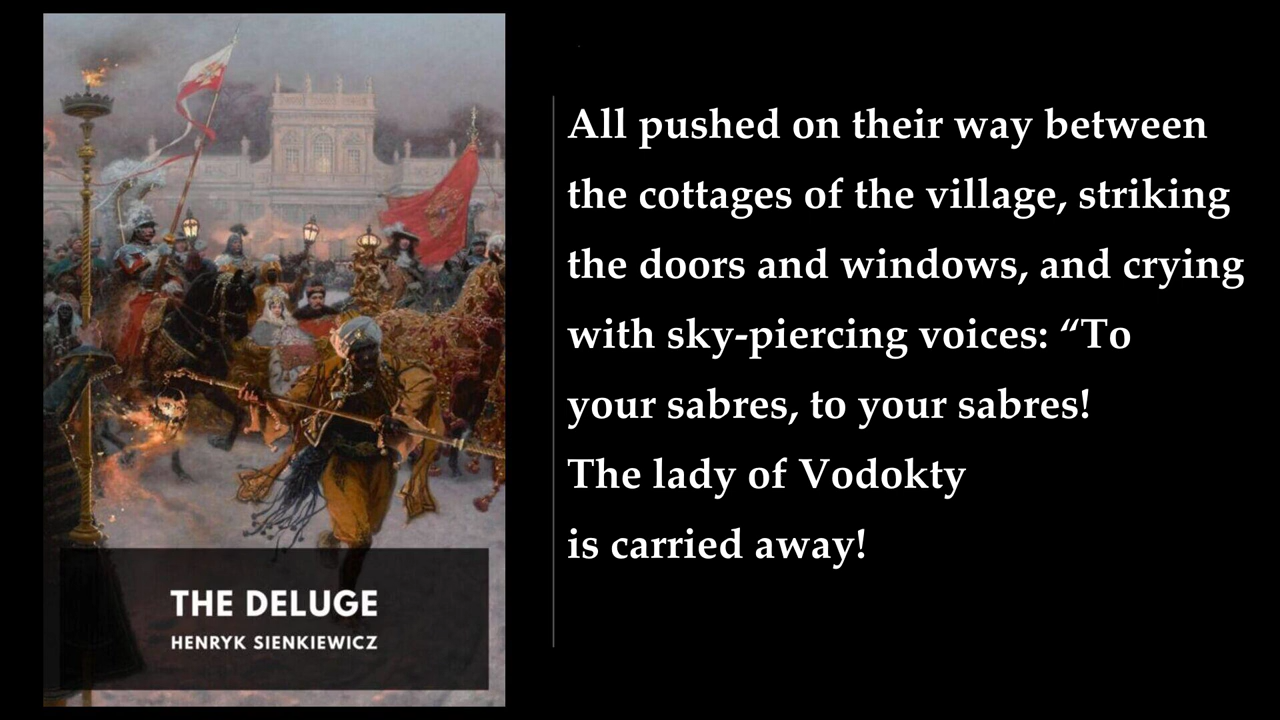 All pushed on their way between
the cottages of the village, striking
the doors and windows, and crying
with sky-piercing voices: “To
your sabres, to your sabres!
The lady of Vodokty
is carried away!
THE DELUGE
HENRYK SIENKIEWICZ